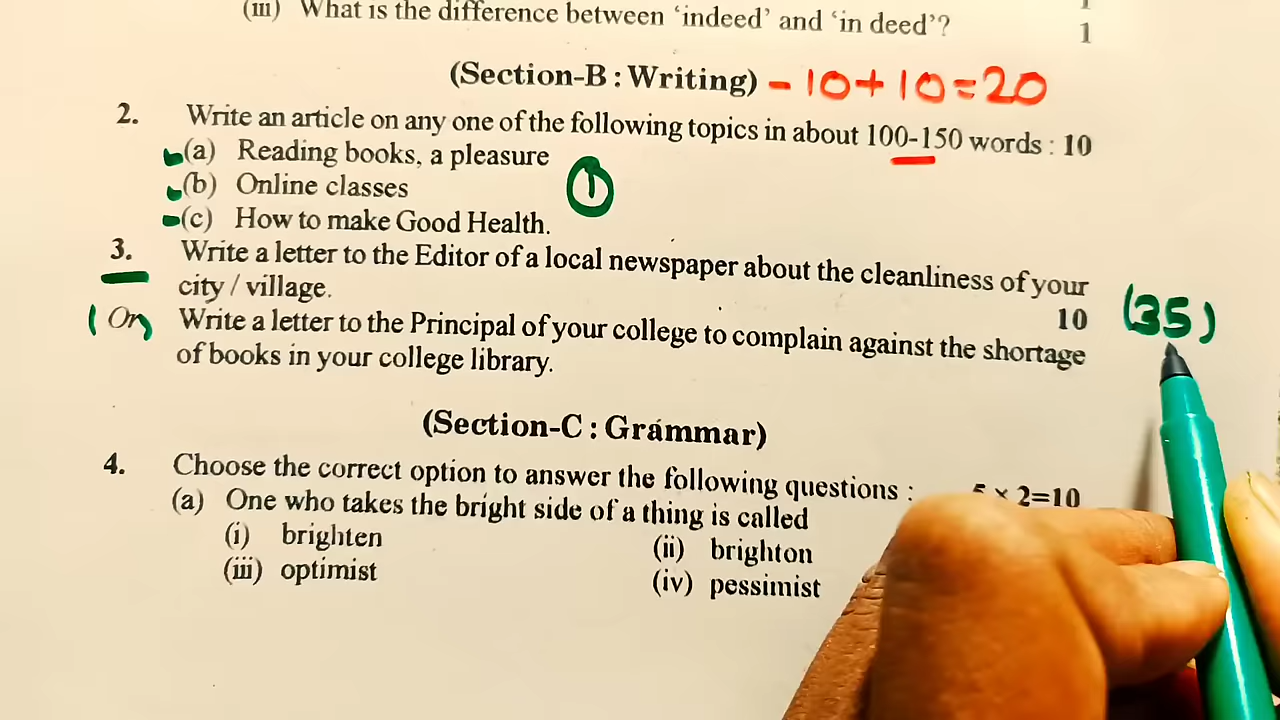 (iii) What is the difference between 'indeed' and 'in deed'? 1
(Section-B : Writing) - 10 + 10 = 20
2. Write an article on any one of the following topics in about 100-150 words : 10
(a) Reading books, a pleasure
(b) Online classes
(c) How to make Good Health.
1
3. Write a letter to the Editor of a local newspaper about the cleanliness of your
city / village. 10
(35)
(Or) Write a letter to the Principal of your college to complain against the shortage
of books in your college library.
(Section-C : Grammar)
4. Choose the correct option to answer the following questions : 5 × 2=10
(a) One who takes the bright side of a thing is called
(i) brighten (ii) brighton
(iii) optimist (iv) pessimist